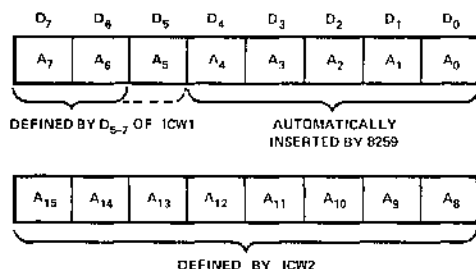 D7 D6 D5 D4 D3 D2 D1 D0
A7 A6 A5 A4 A3 A2 A1 A0
DEFINED BY D5-7 OF ICW1
AUTOMATICALLY
INSERTED BY 8259
A15 A14 A13 A12 A11 A10 A9 A8
DEFINED BY ICW2